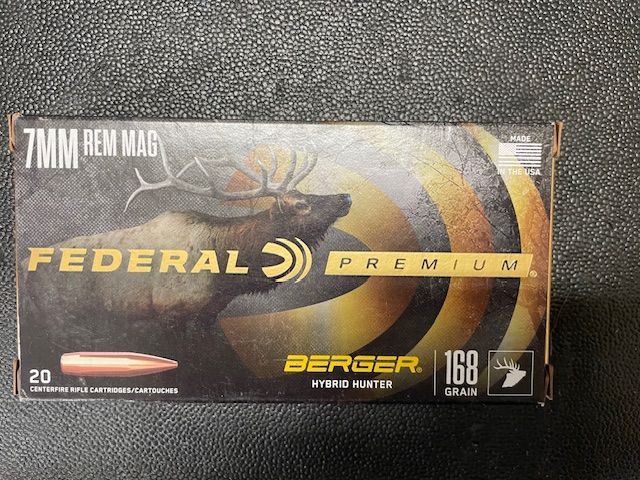 7MM REM MAG
MADE
IN THE USA
FEDERAL PREMIUM®
BERGER®
HYBRID HUNTER
168
GRAIN
20
CENTERFIRE RIFLE CARTRIDGES/CARTOUCHES